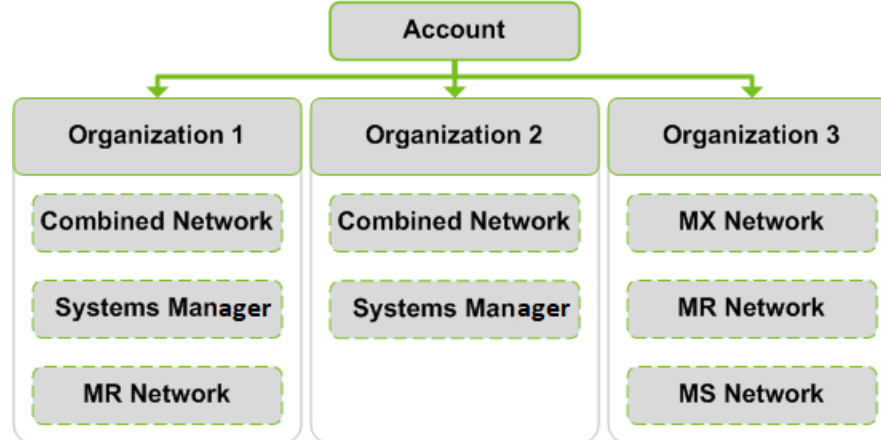 Account
Organization 1
Combined Network
Systems Manager
MR Network
Organization 2
Combined Network
Systems Manager
Organization 3
MX Network
MR Network
MS Network